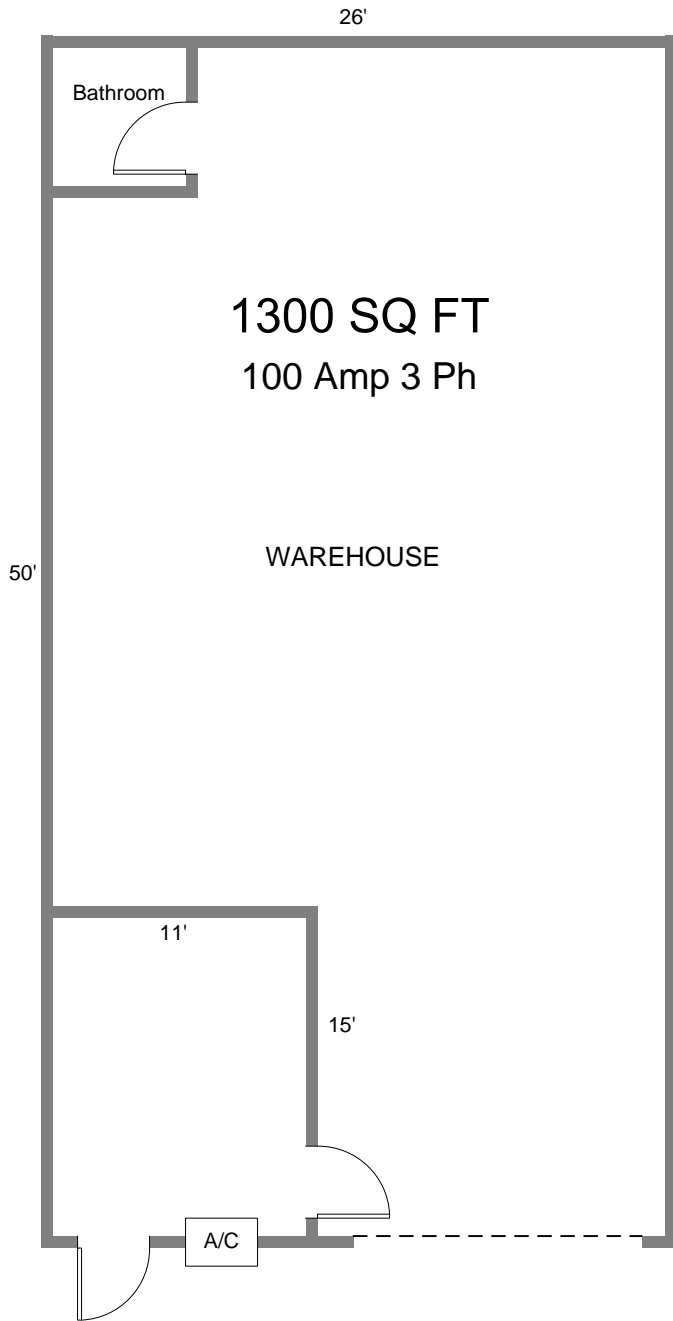 26'
Bathroom
1300 SQ FT
100 Amp 3 Ph
WAREHOUSE
50'
11'
15'
A/C